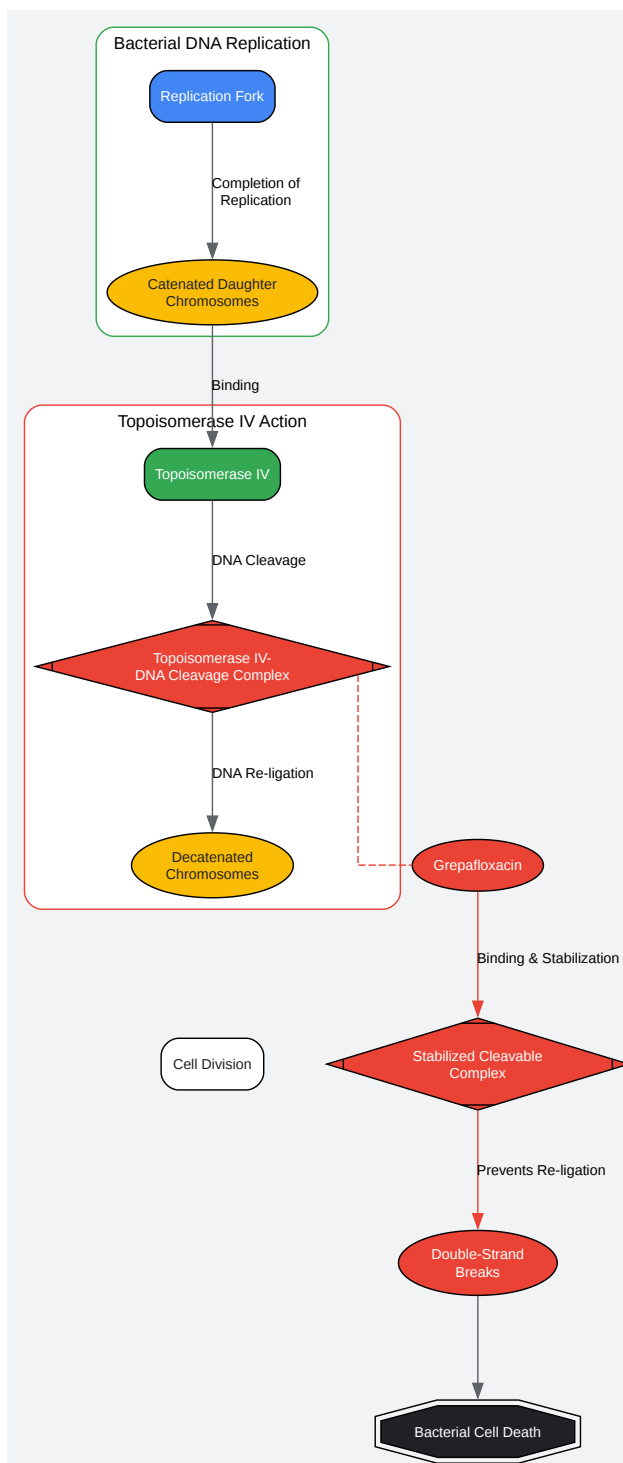 Bacterial DNA Replication
Replication Fork
Completion of
Replication
Catenated Daughter
Chromosomes
Binding
Topoisomerase IV Action
Topoisomerase IV
DNA Cleavage
Topoisomerase IV-
DNA Cleavage Complex
DNA Re-ligation
Decatenated
Chromosomes
Grepafloxacin
Binding & Stabilization
Cell Division
Stabilized Cleavable
Complex
Prevents Re-ligation
Double-Strand
Breaks
Bacterial Cell Death